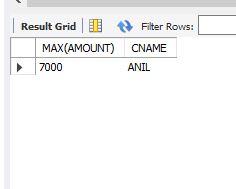 Result Grid Filter Rows:
MAX(AMOUNT) CNAME
7000 ANIL